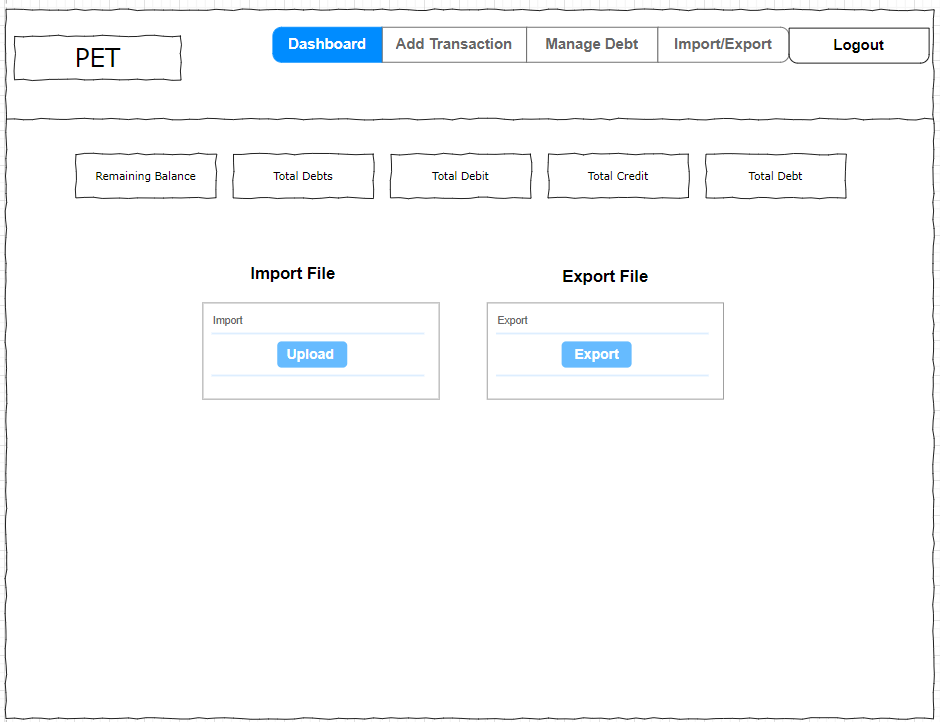 PET
Dashboard
Add Transaction
Manage Debt
Import/Export
Logout
Remaining Balance
Total Debts
Total Debit
Total Credit
Total Debt
Import File
Export File
Import
Upload
Export
Export